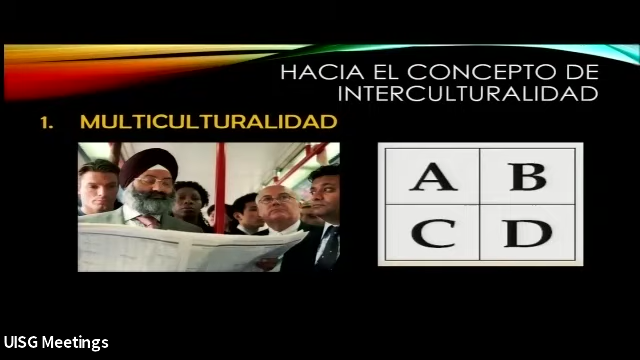 HACIA EL CONCEPTO DE
INTERCULTURALIDAD
1. MULTICULTURALIDAD
A B
C D
UISG Meetings